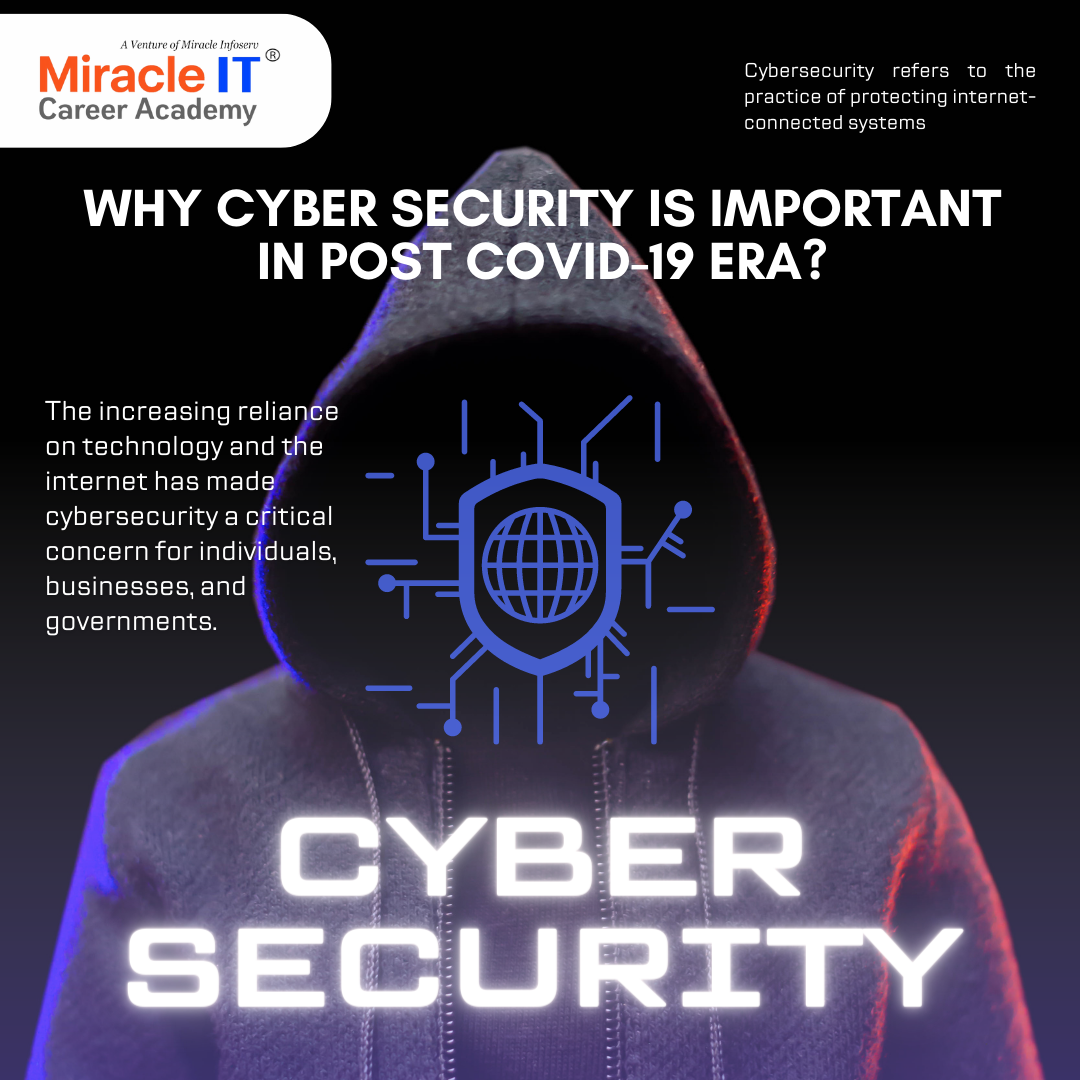 A Venture of Miracle Infoserv
Miracle IT ®
Career Academy
Cybersecurity refers to the
practice of protecting internet-
connected systems
WHY CYBER SECURITY IS IMPORTANT
IN POST COVID-19 ERA?
The increasing reliance
on technology and the
internet has made
cybersecurity a critical
concern for individuals,
businesses, and
governments.
CYBER
SECURITY